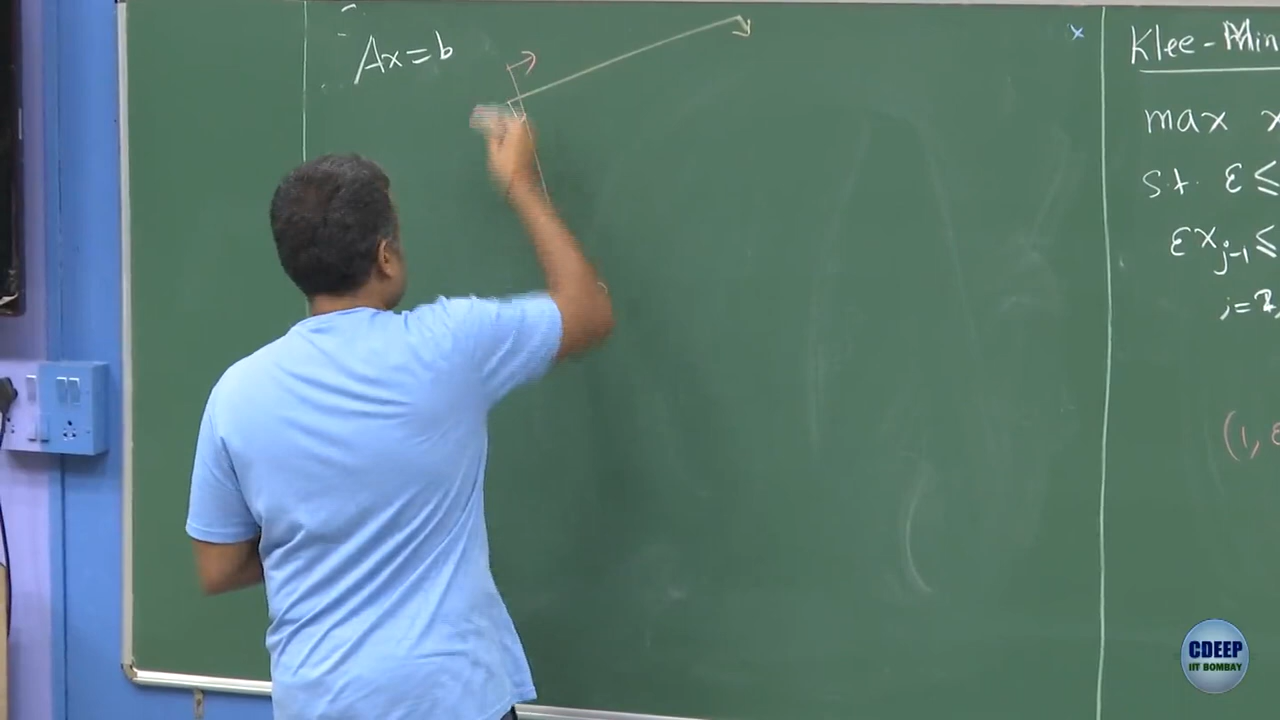 Ax=b
Klee-Min
max x
s.t. ε ≤
εx_{j-1} ≤
j=2,
(1, ε
CDEEP
IIT BOMBAY